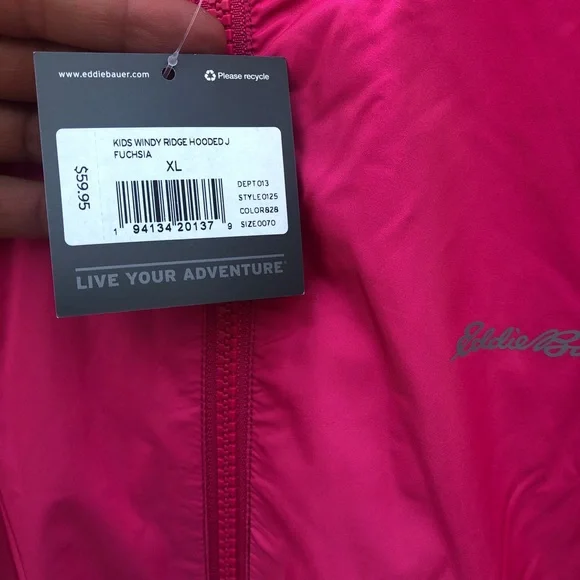 www.eddiebauer.com
Please recycle
KIDS WINDY RIDGE HOODED J
FUCHSIA
XL
$59.95
DEPT013
STYLE0125
COLOR828
SIZE0070
1 94134 20137 9
LIVE YOUR ADVENTURE
Eddie